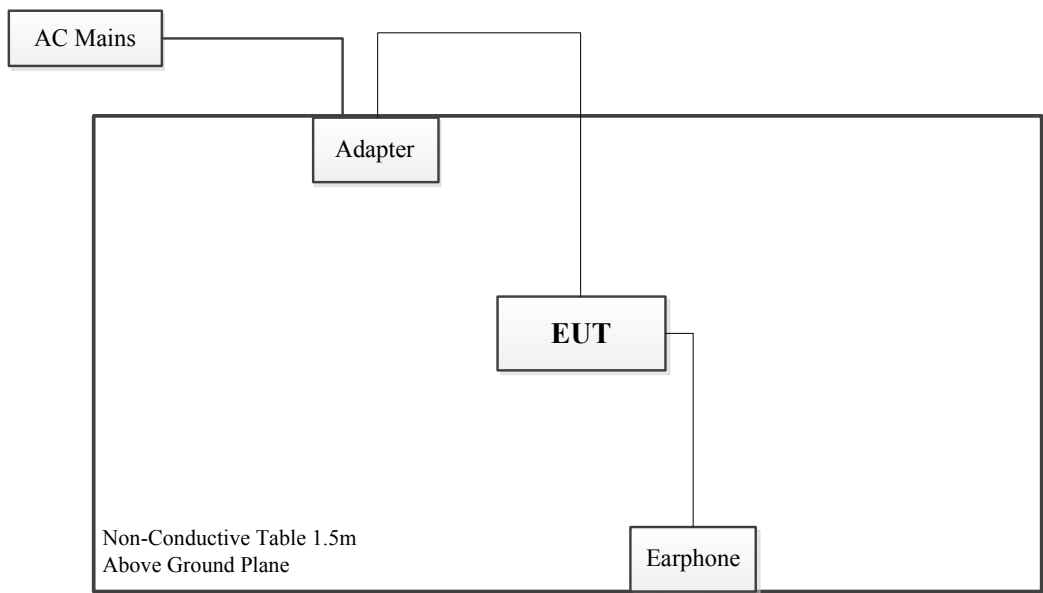 AC Mains
Adapter
EUT
Non-Conductive Table 1.5m
Above Ground Plane
Earphone